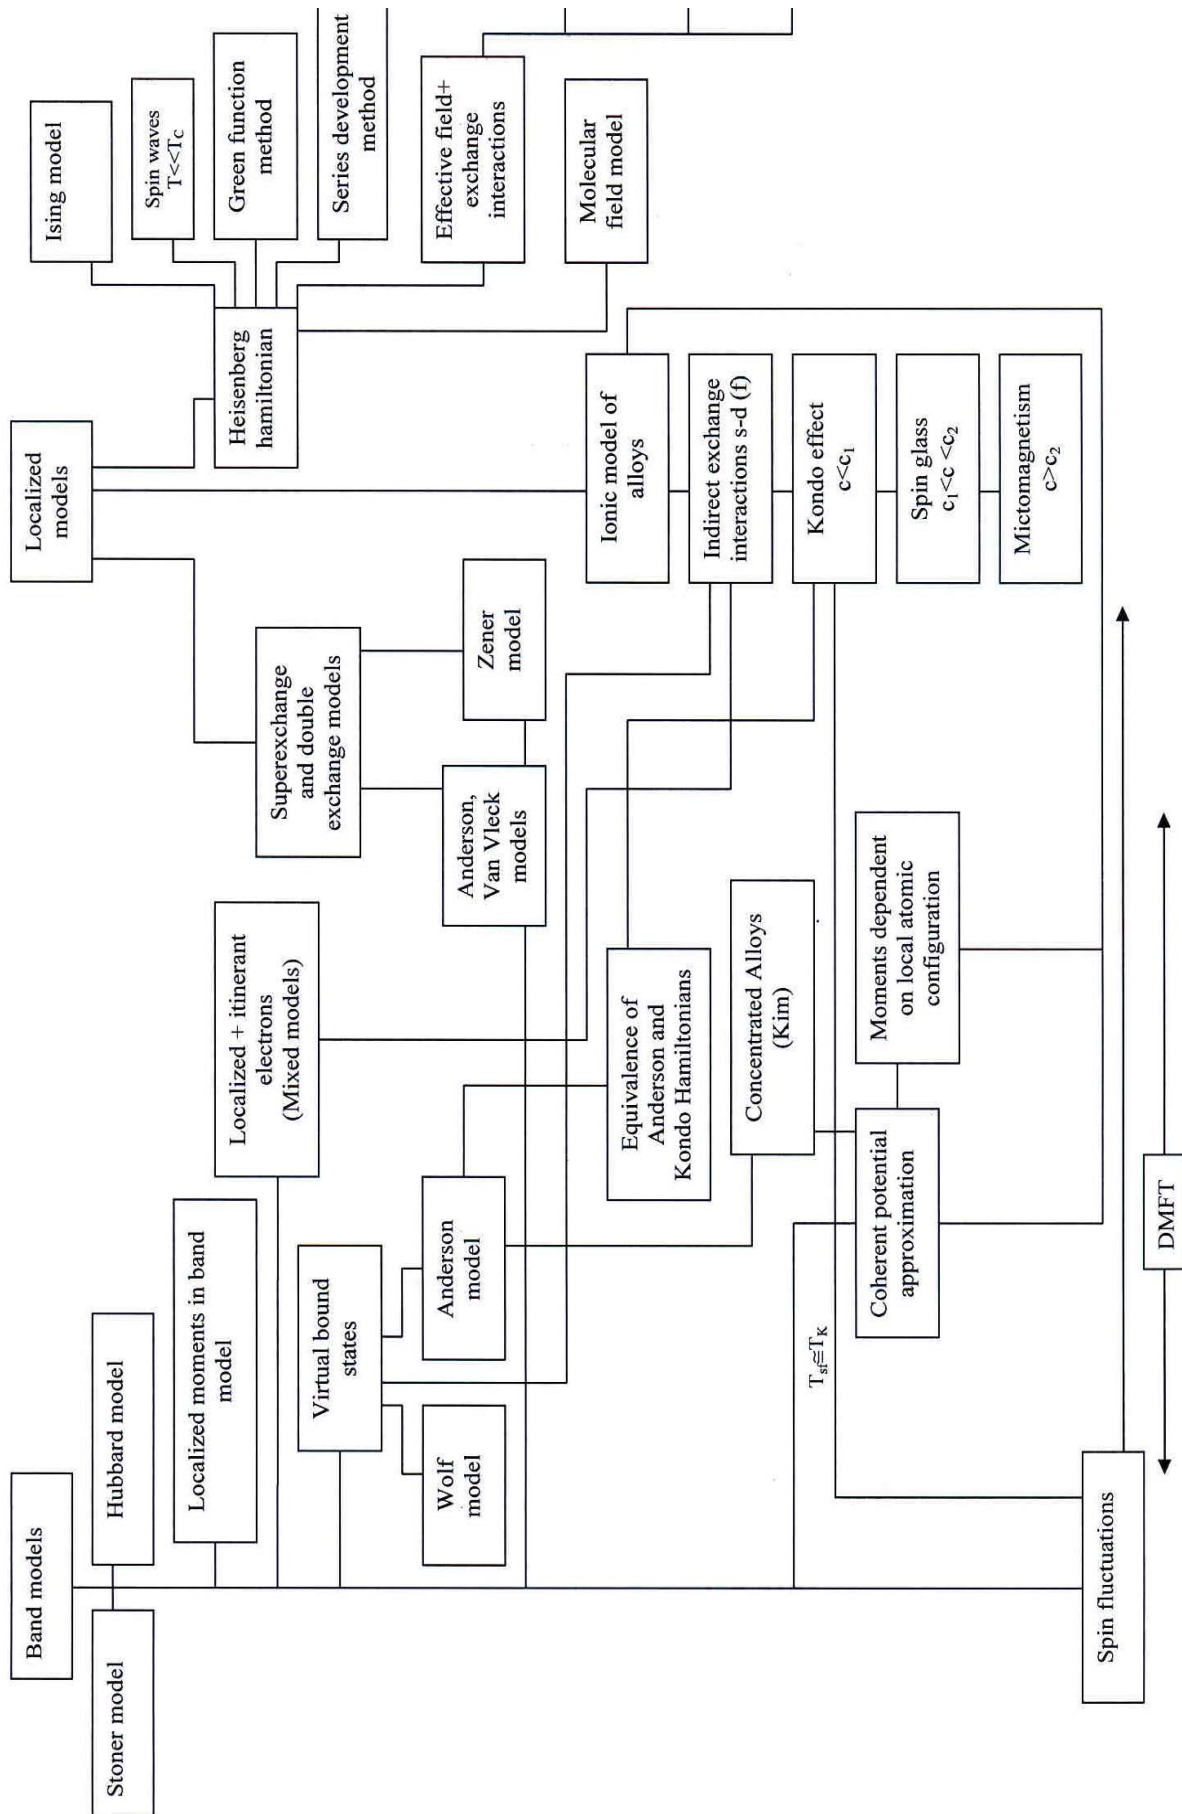 Band models
Localized
models
Stoner model
Hubbard model
Localized moments in band
model
Localized + itinerant
electrons
(Mixed models)
Superexchange
and double
exchange models
Heisenberg
hamiltonian
Ising model
Spin waves
T<<T_C
Green function
method
Series development
method
Effective field+
exchange
interactions
Molecular
field model
Virtual bound
states
Wolf
model
Anderson
model
Anderson,
Van Vleck
models
Zener
model
Equivalence of
Anderson and
Kondo Hamiltonians
Ionic model of
alloys
Indirect exchange
interactions s-d (f)
Kondo effect
c<c₁
Spin glass
c₁<c <c₂
Mictomagnetism
c>c₂
Concentrated Alloys
(Kim)
T_sf≅T_K
Coherent potential
approximation
Moments dependent
on local atomic
configuration
Spin fluctuations
DMFT